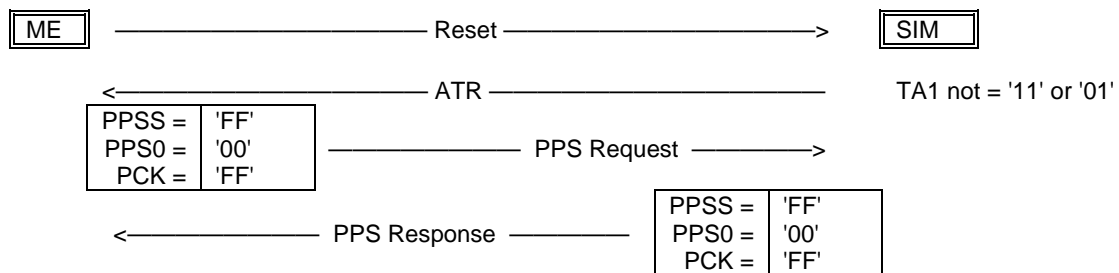 ME Reset SIM
ATR TA1 not = '11' or '01'
PPSS = 'FF'
PPS0 = '00' PPS Request
PCK = 'FF'
PPSS = 'FF'
PPS Response PPS0 = '00'
PCK = 'FF'